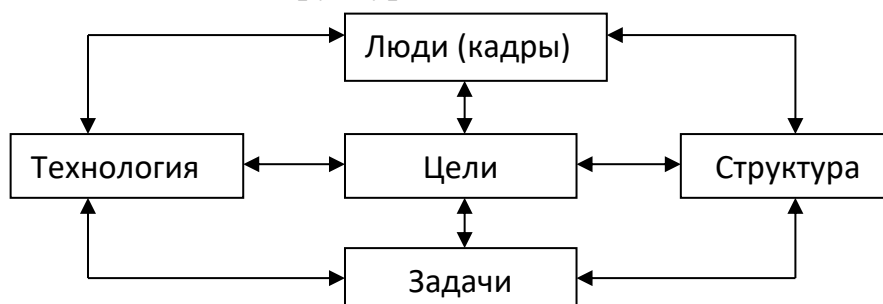 Люди (кадры)
Технология
Цели
Структура
Задачи